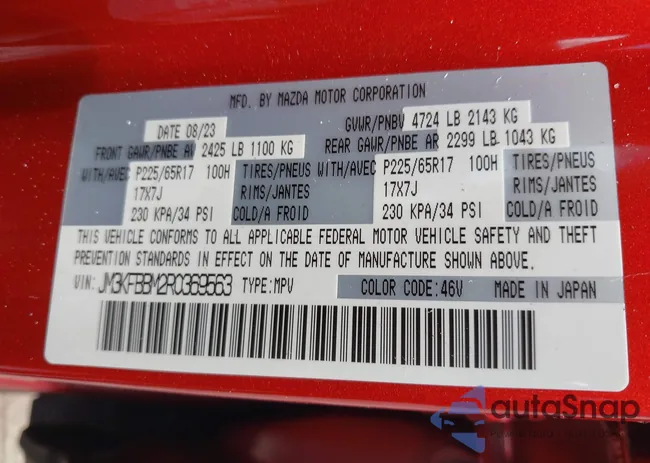 MFD. BY MAZDA MOTOR CORPORATION
DATE 08/23 GVWR/PNBV 4724 LB 2143 KG
FRONT GAWR/PNBE AV 2425 LB 1100 KG REAR GAWR/PNBE AR 2299 LB 1043 KG
WITH/AVEC P225/65R17 100H TIRES/PNEUS WITH/AVEC P225/65R17 100H TIRES/PNEUS
17X7J RIMS/JANTES 17X7J RIMS/JANTES
230 KPA/34 PSI COLD/A FROID 230 KPA/34 PSI COLD/A FROID
THIS VEHICLE CONFORMS TO ALL APPLICABLE FEDERAL MOTOR VEHICLE SAFETY AND THEFT
PREVENTION STANDARDS IN EFFECT ON THE DATE OF MANUFACTURE SHOWN ABOVE.
VIN: JM3KFBBM2R0369563 TYPE:MPV COLOR CODE:46V MADE IN JAPAN
autoSnap